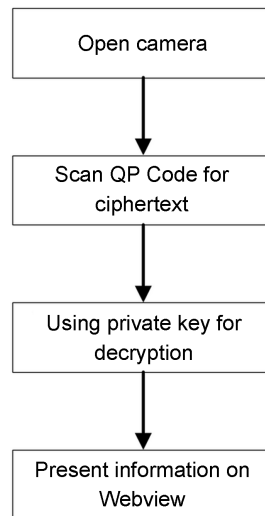 Open camera
Scan QP Code for
ciphertext
Using private key for
decryption
Present information on
Webview